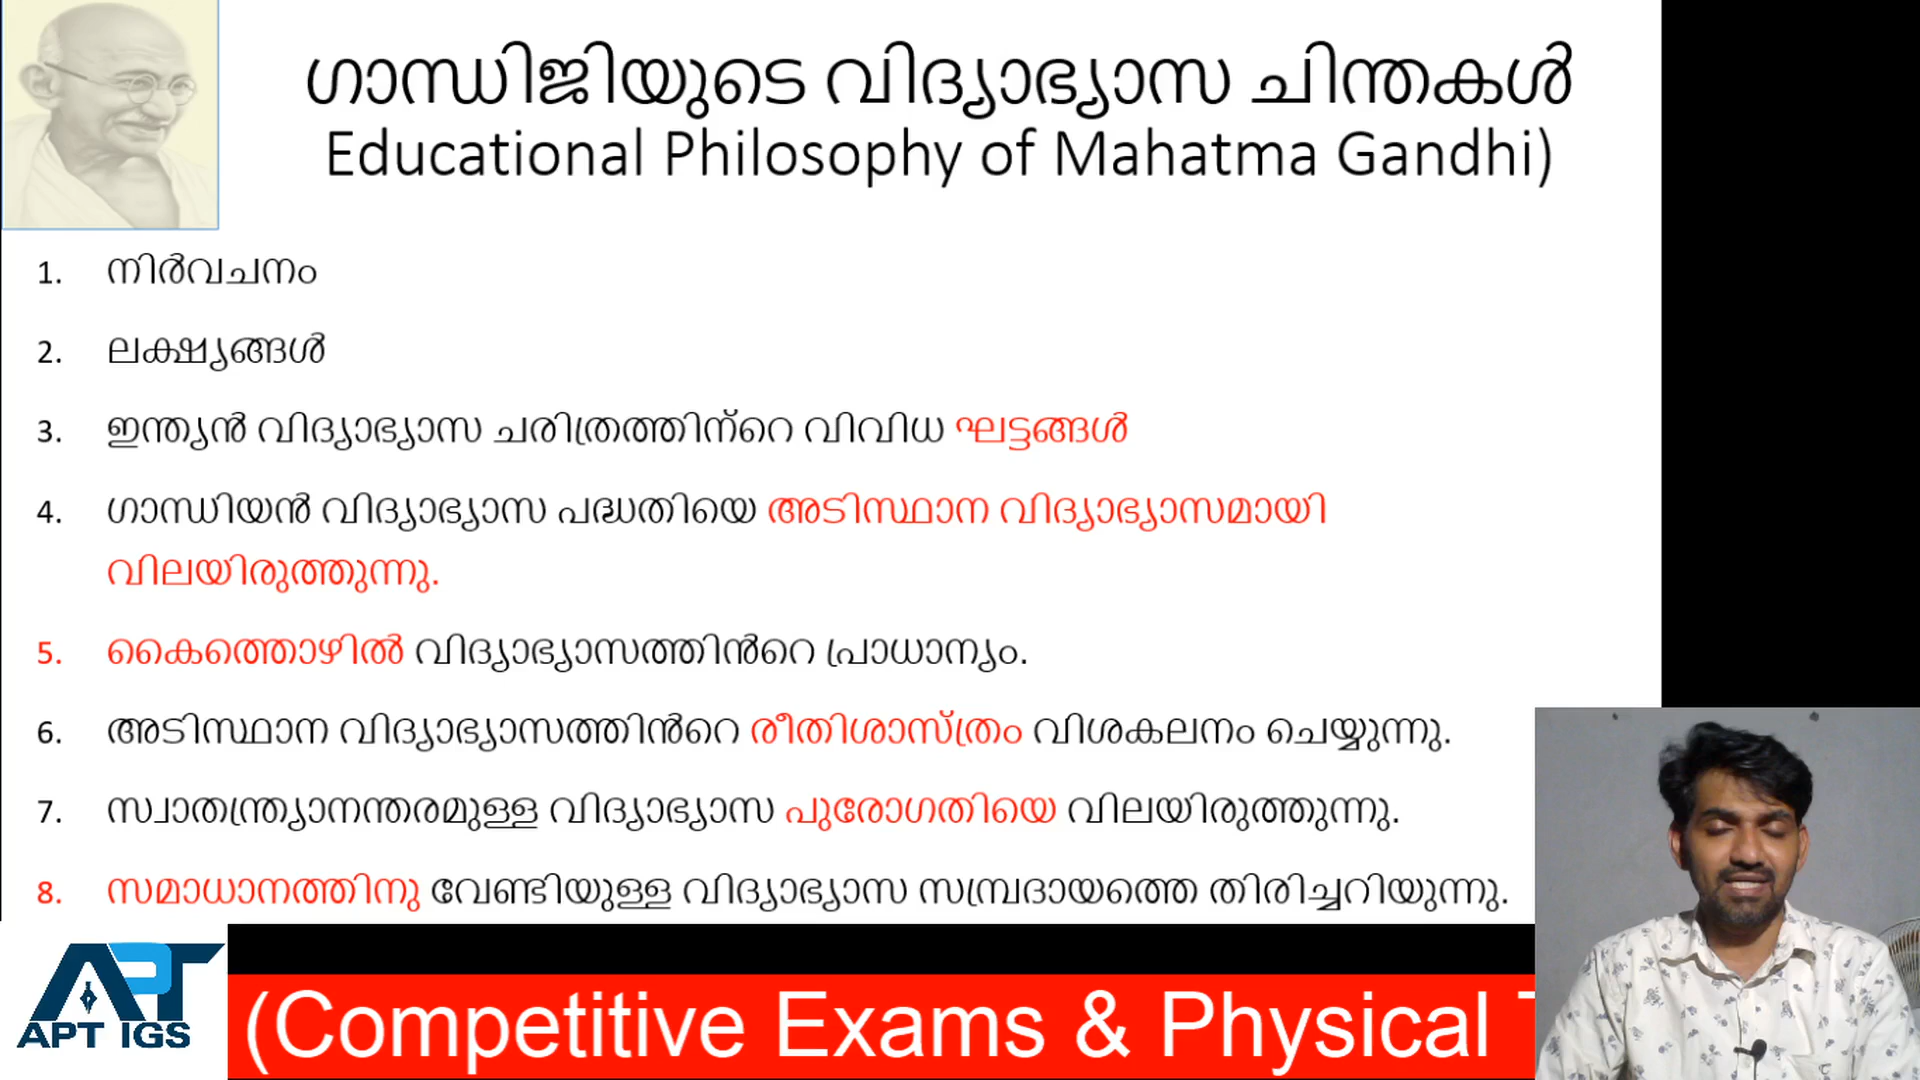 ഗാന്ധിജിയുടെ വിദ്യാഭ്യാസ ചിന്തകൾ
Educational Philosophy of Mahatma Gandhi)
1. നിർവചനം
2. ലക്ഷ്യങ്ങൾ
3. ഇന്ത്യൻ വിദ്യാഭ്യാസ ചരിത്രത്തിന്റെ വിവിധ ഘട്ടങ്ങൾ
4. ഗാന്ധിയൻ വിദ്യാഭ്യാസ പദ്ധതിയെ അടിസ്ഥാന വിദ്യാഭ്യാസമായി
വിലയിരുത്തുന്നു.
5. കൈത്തൊഴിൽ വിദ്യാഭ്യാസത്തിൻറെ പ്രാധാന്യം.
6. അടിസ്ഥാന വിദ്യാഭ്യാസത്തിൻറെ രീതിശാസ്ത്രം വിശകലനം ചെയ്യുന്നു.
7. സ്വാതന്ത്ര്യാനന്തരമുള്ള വിദ്യാഭ്യാസ പുരോഗതിയെ വിലയിരുത്തുന്നു.
8. സമാധാനത്തിനു വേണ്ടിയുള്ള വിദ്യാഭ്യാസ സമ്പ്രദായത്തെ തിരിച്ചറിയുന്നു.
APT
APT IGS
(Competitive Exams & Physical